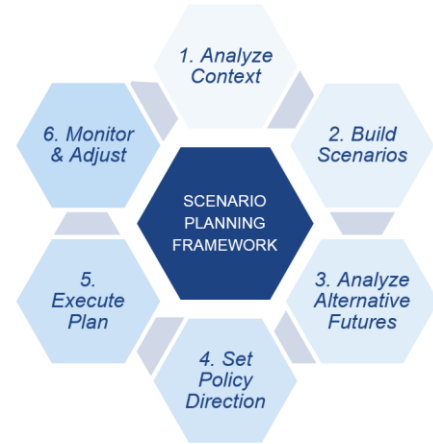 1. Analyze
Context
2. Build
Scenarios
3. Analyze
Alternative
Futures
4. Set
Policy
Direction
5.
Execute
Plan
6. Monitor
& Adjust
SCENARIO
PLANNING
FRAMEWORK